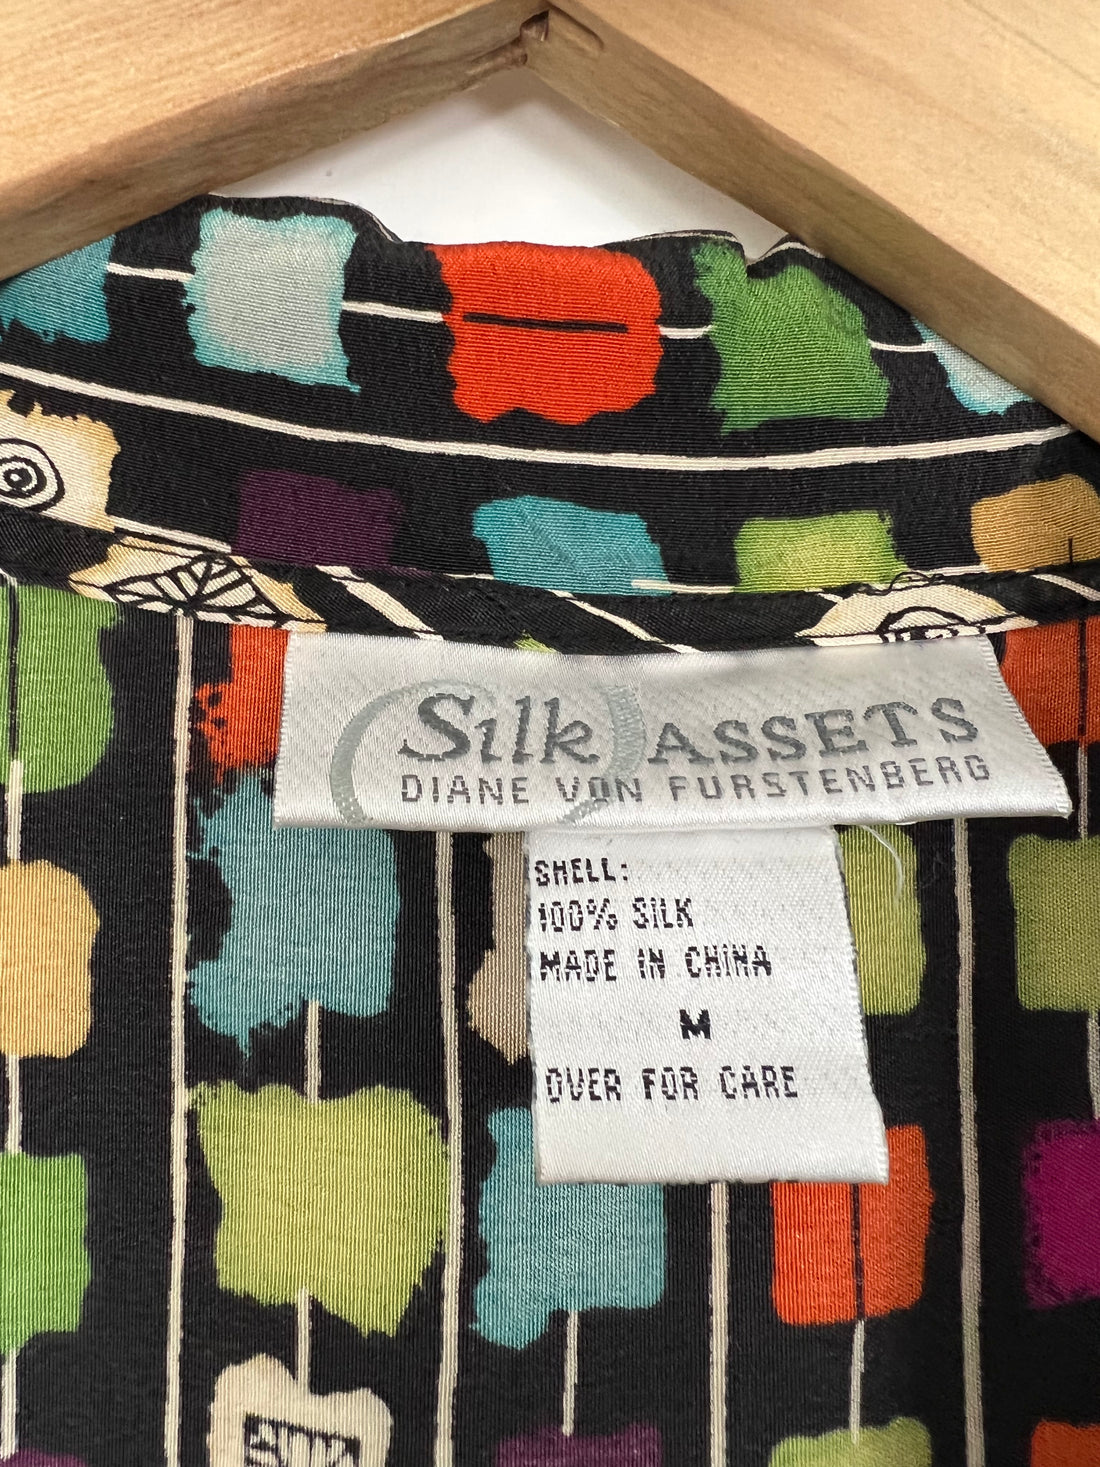 Silk ASSETS
DIANE VON FURSTENBERG
SHELL:
100% SILK
MADE IN CHINA
M
OVER FOR CARE